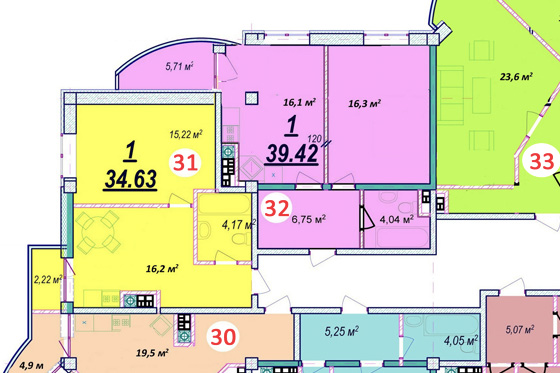 5,71 м²
16,1 м²
16,3 м²
23,6 м²
15,22 м²
1
39.42
120
1
34.63
31
33
32
4,17 м²
6,75 м²
4,04 м²
16,2 м²
2,22 м²
30
19,5 м²
4,9 м
5,25 м²
4,05 м²
5,07 м²